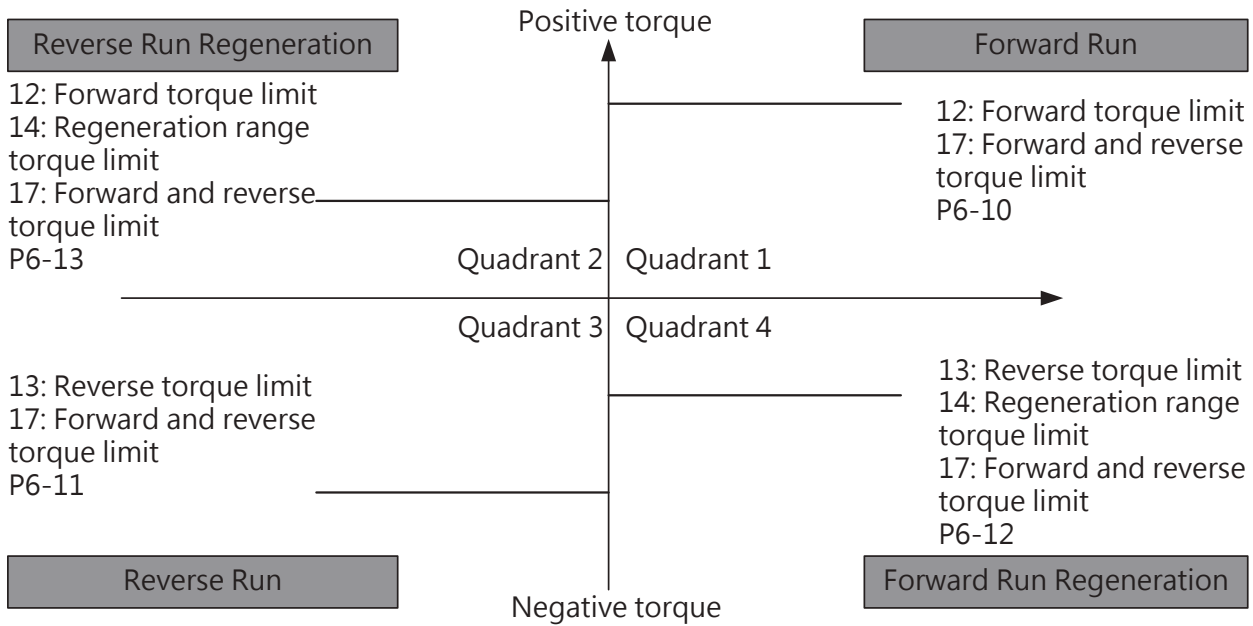 Positive torque
Reverse Run Regeneration
Forward Run
12: Forward torque limit
14: Regeneration range
torque limit
17: Forward and reverse
torque limit
P6-13
12: Forward torque limit
17: Forward and reverse
torque limit
P6-10
Quadrant 2
Quadrant 1
Quadrant 3
Quadrant 4
13: Reverse torque limit
17: Forward and reverse
torque limit
P6-11
13: Reverse torque limit
14: Regeneration range
torque limit
17: Forward and reverse
torque limit
P6-12
Reverse Run
Forward Run Regeneration
Negative torque